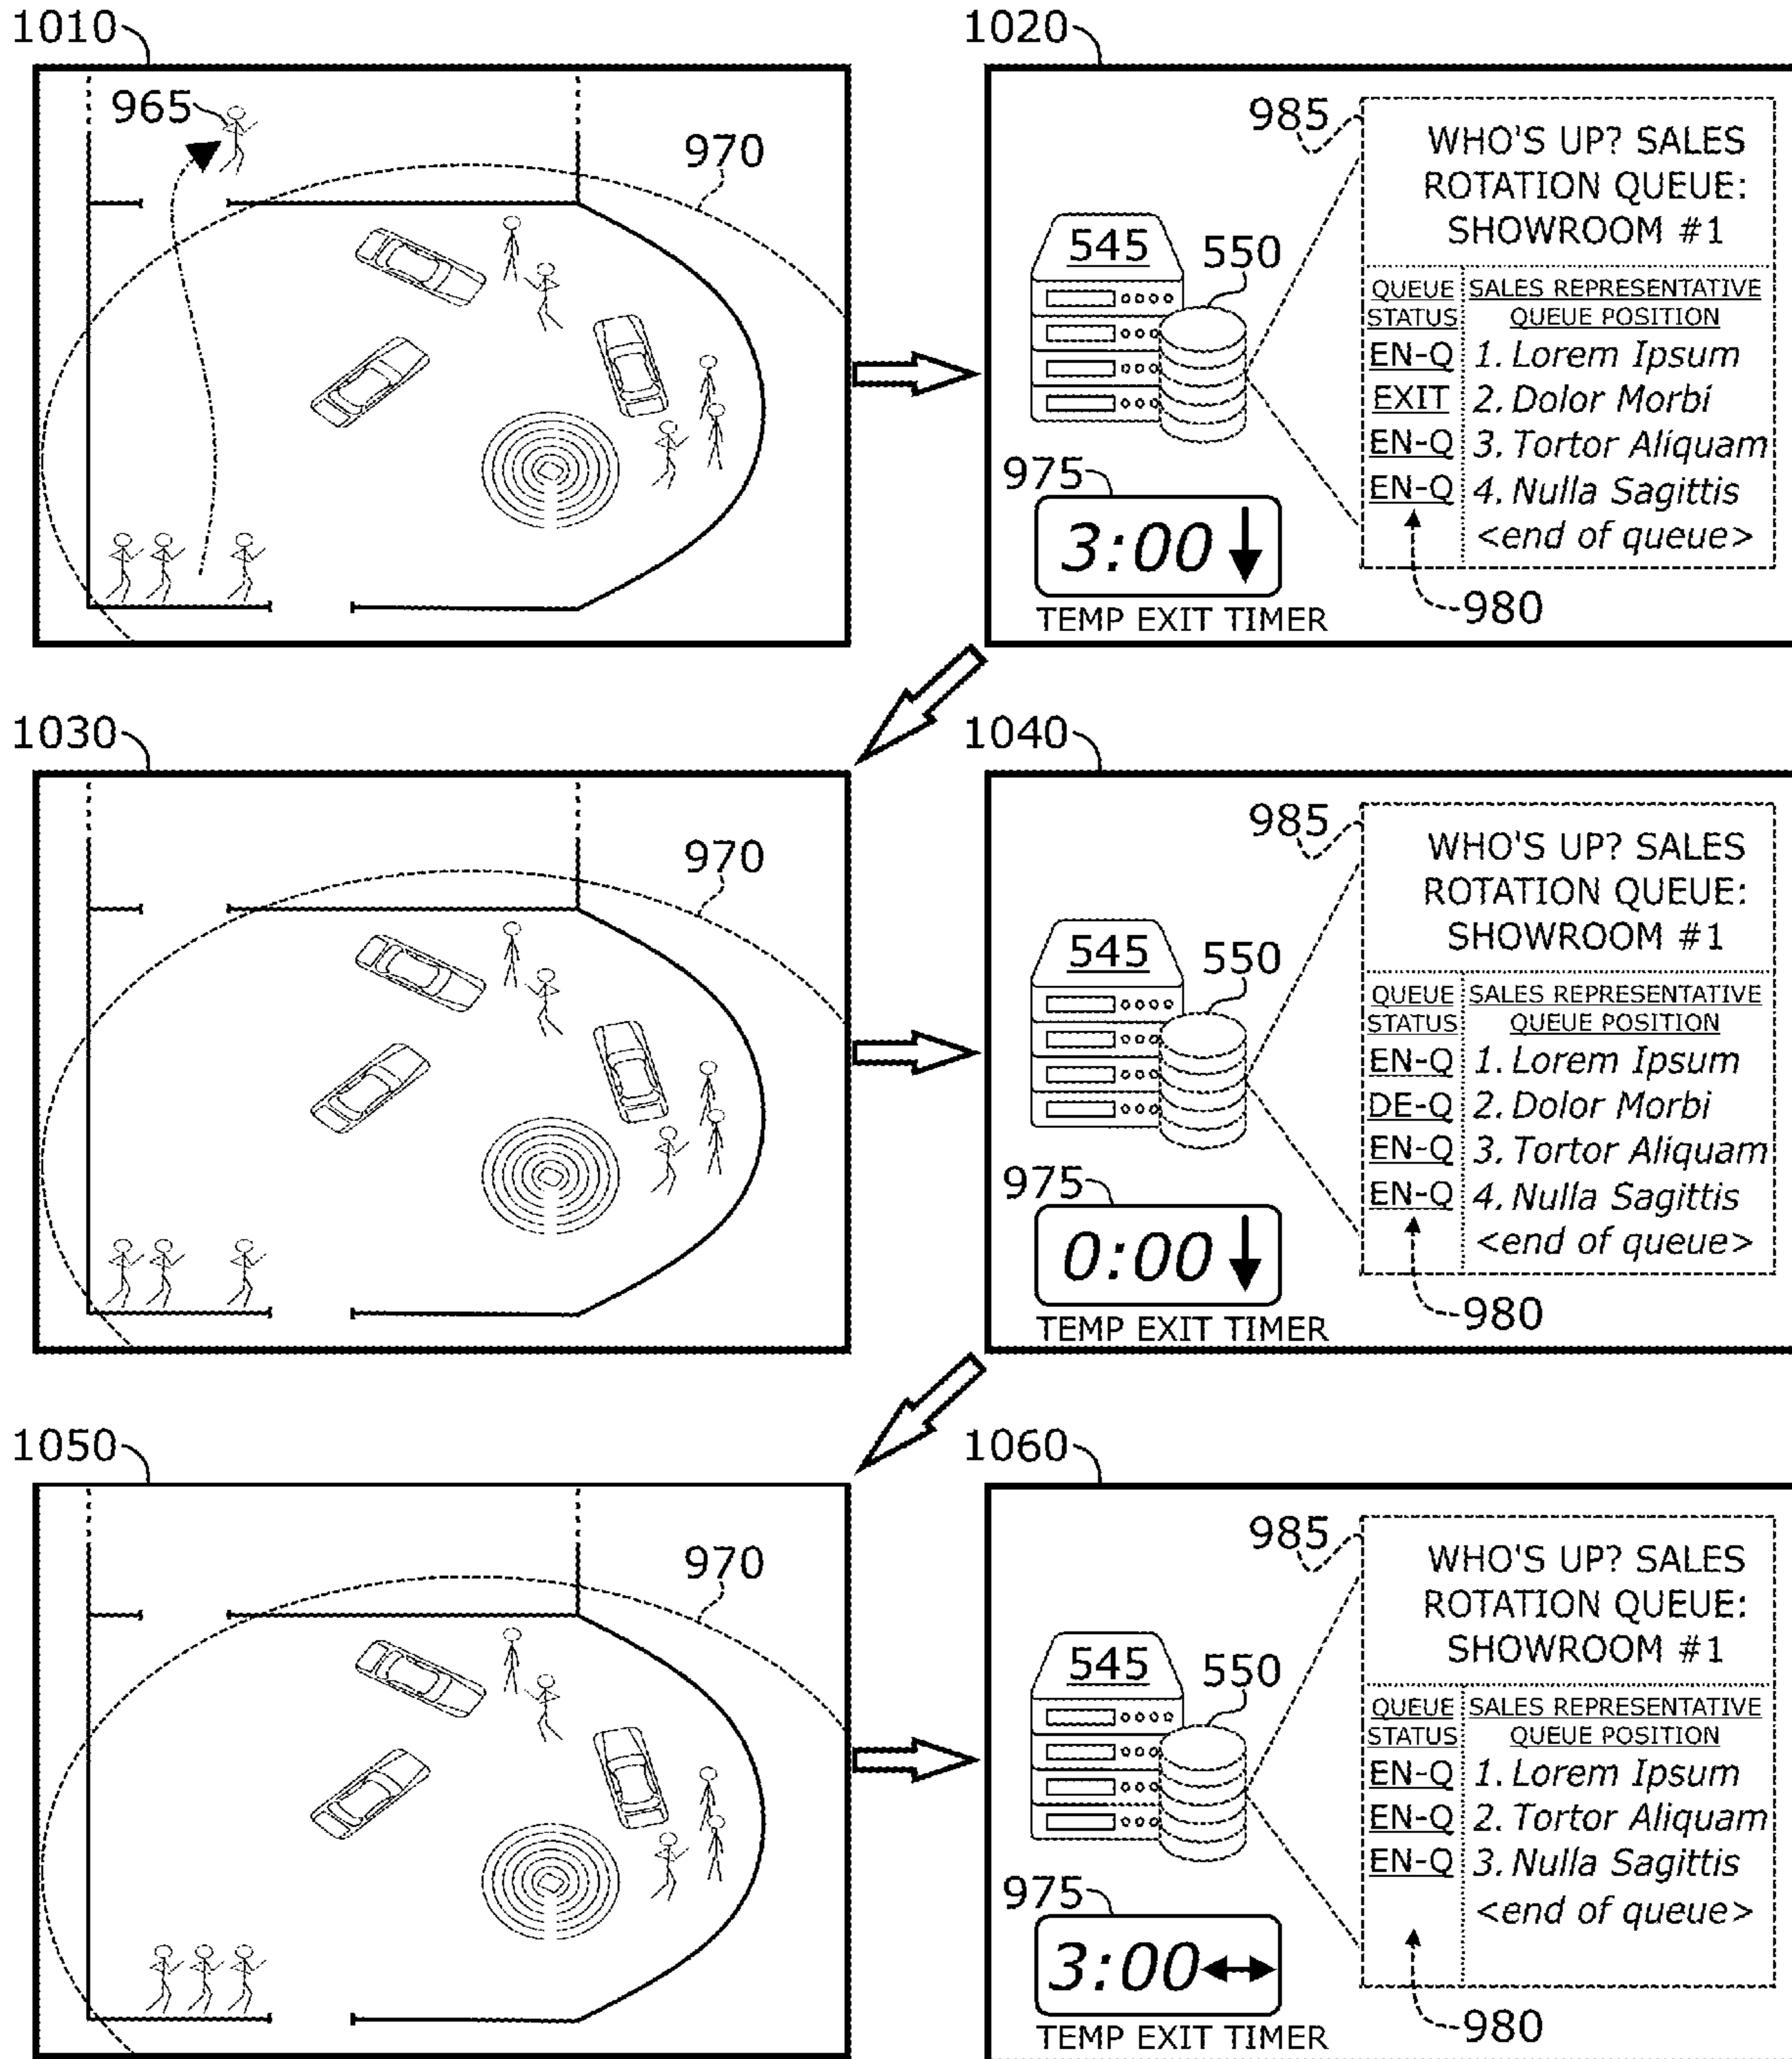 1010
965
970
1020
985
WHO'S UP? SALES
ROTATION QUEUE:
SHOWROOM #1
545
550
QUEUE STATUS
SALES REPRESENTATIVE QUEUE POSITION
EN-Q 1. Lorem Ipsum
EXIT 2. Dolor Morbi
EN-Q 3. Tortor Aliquam
EN-Q 4. Nulla Sagittis
<end of queue>
975
3:00
TEMP EXIT TIMER
980
1030
970
1040
985
WHO'S UP? SALES
ROTATION QUEUE:
SHOWROOM #1
545
550
QUEUE STATUS
SALES REPRESENTATIVE QUEUE POSITION
EN-Q 1. Lorem Ipsum
DE-Q 2. Dolor Morbi
EN-Q 3. Tortor Aliquam
EN-Q 4. Nulla Sagittis
<end of queue>
975
0:00
TEMP EXIT TIMER
980
1050
970
1060
985
WHO'S UP? SALES
ROTATION QUEUE:
SHOWROOM #1
545
550
QUEUE STATUS
SALES REPRESENTATIVE QUEUE POSITION
EN-Q 1. Lorem Ipsum
EN-Q 2. Tortor Aliquam
EN-Q 3. Nulla Sagittis
<end of queue>
975
3:00
TEMP EXIT TIMER
980